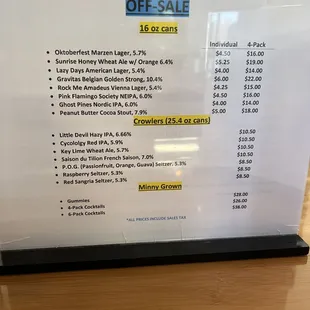 OFF-SALE
16 oz cans
Individual 4-Pack
• Oktoberfest Marzen Lager, 5.7% $4.50 $16.00
• Sunrise Honey Wheat Ale w/ Orange 6.4% $5.25 $19.00
• Lazy Days American Lager, 5.4% $4.00 $14.00
• Gravitas Belgian Golden Strong, 10.4% $6.00 $22.00
• Rock Me Amadeus Vienna Lager, 5.4% $4.25 $15.00
• Pink Flamingo Society NEIPA, 6.0% $4.50 $16.00
• Ghost Pines Nordic IPA, 6.0% $4.00 $14.00
• Peanut Butter Cocoa Stout, 7.9% $5.00 $18.00
Crowlers (25.4 oz cans)
• Little Devil Hazy IPA, 6.66% $10.50
• Cycololgy Red IPA, 5.9% $10.50
• Key Lime Wheat Ale, 5.7% $10.50
• Saison du Tilion French Saison, 7.0% $10.50
• P.O.G. (Passionfruit, Orange, Guava) Seltzer, 5.3% $8.50
• Raspberry Seltzer, 5.3% $8.50
• Red Sangria Seltzer, 5.3% $8.50
Minny Grown
• Gummies
• 4-Pack Cocktails $26.00
• 6-Pack Cocktails $38.00
*ALL PRICES INCLUDE SALES TAX